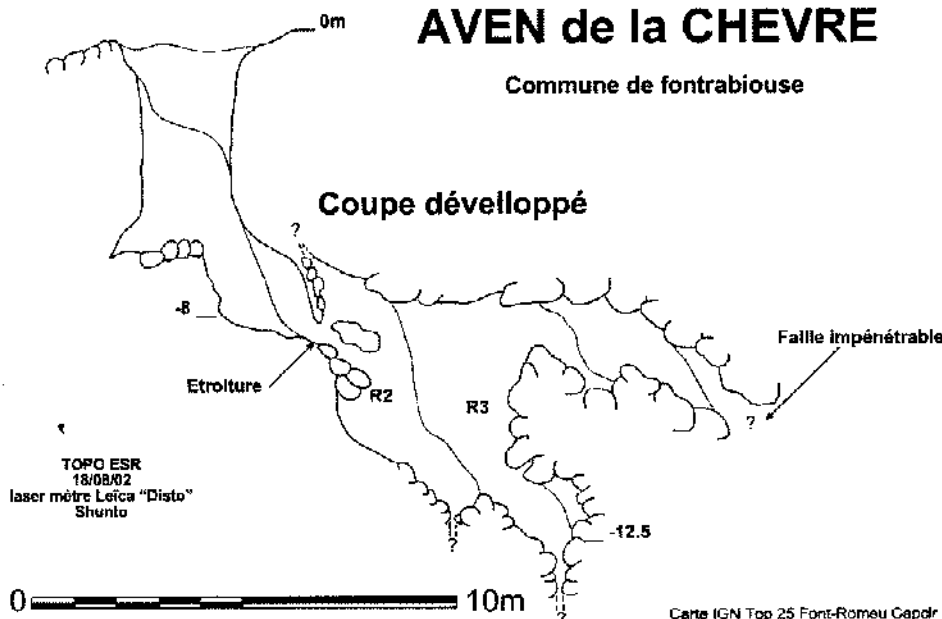 AVEN de la CHEVRE
0m
Commune de fontrabiouse
Coupe dévelloppé
?
-8
Faille impénétrable
Etroiture
R2
R3
?
TOPO ESR
18/08/02
laser mètre Leïca "Disto"
Shunto
-12.5
?
0 10m
?
Carte IGN Top 25 Font-Romeu Capcir